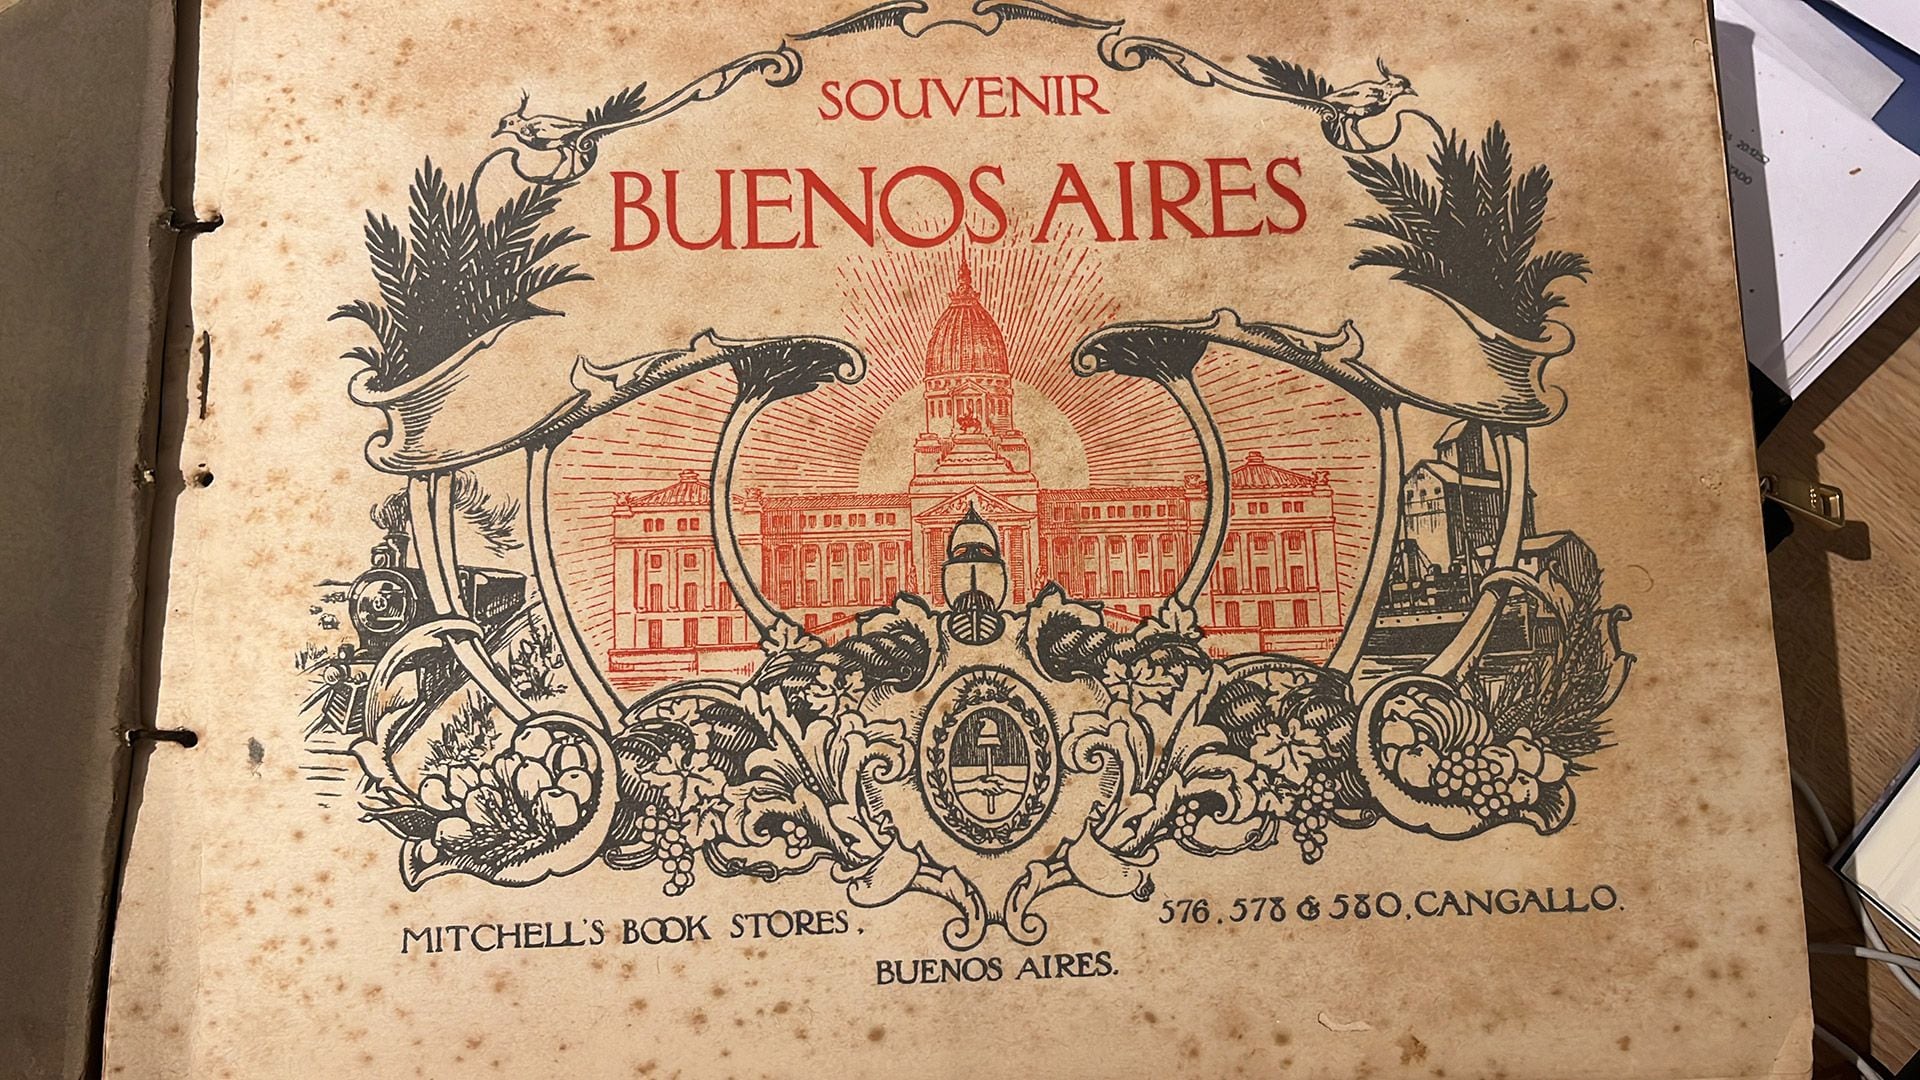 SOUVENIR
BUENOS AIRES
MITCHELL'S BOOK STORES.
576.578 & 580.CANGALLO.
BUENOS AIRES.